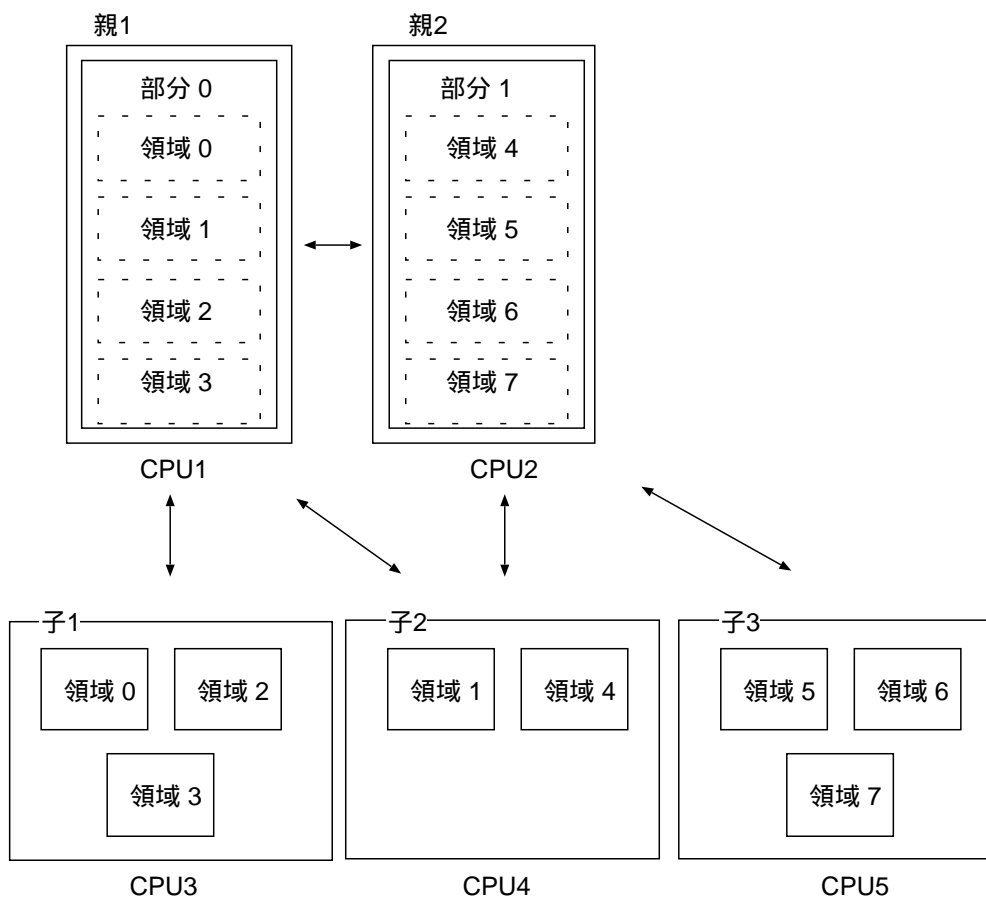 親1
親2
部分 0
領域 0
領域 1
領域 2
領域 3
部分 1
領域 4
領域 5
領域 6
領域 7
CPU1
CPU2
子1
領域 0
領域 2
領域 3
子2
領域 1
領域 4
子3
領域 5
領域 6
領域 7
CPU3
CPU4
CPU5